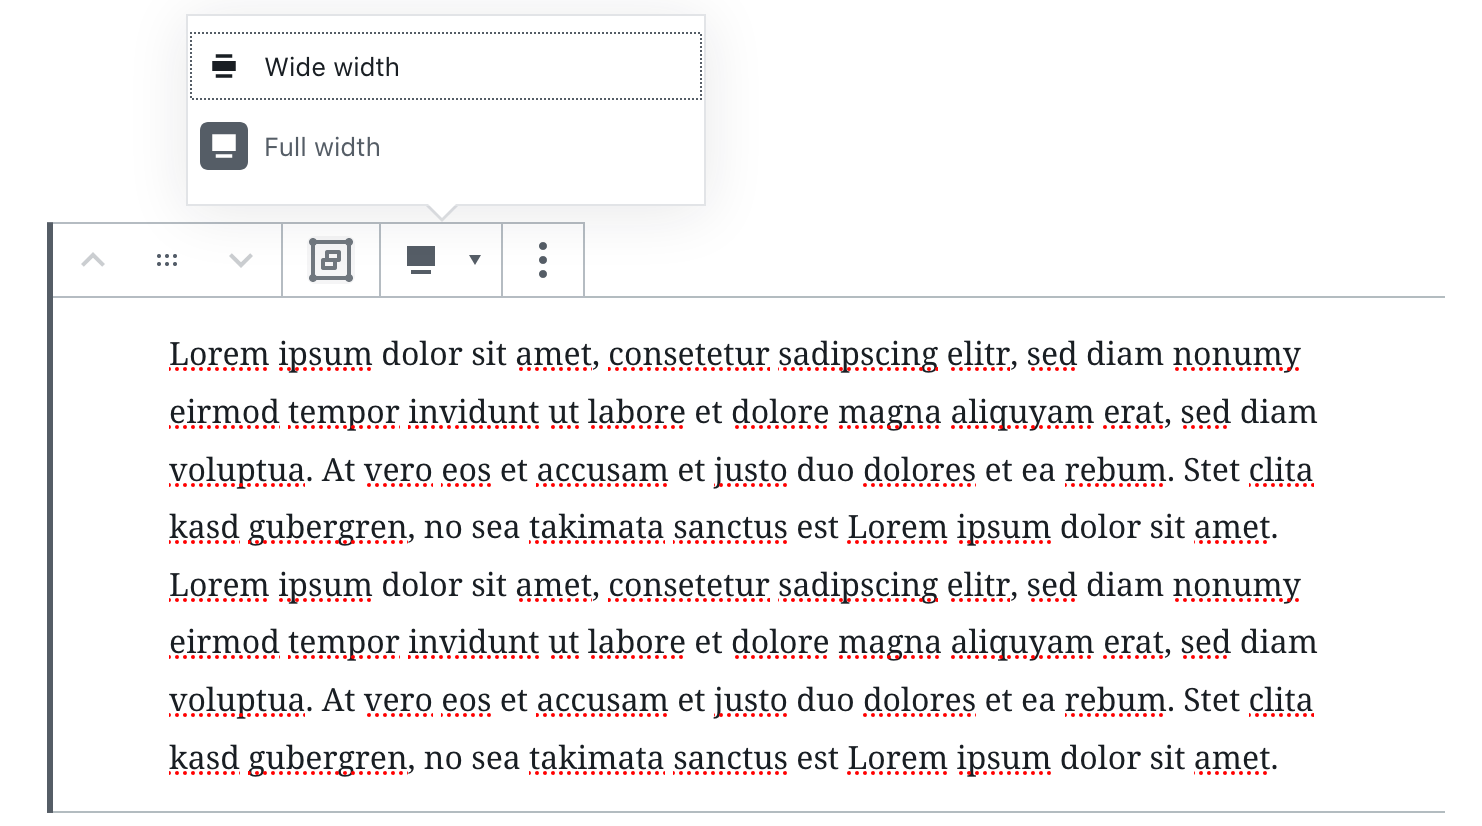 Wide width
Full width
Lorem ipsum dolor sit amet, consetetur sadipscing elitr, sed diam nonumy
eirmod tempor invidunt ut labore et dolore magna aliquyam erat, sed diam
voluptua. At vero eos et accusam et justo duo dolores et ea rebum. Stet clita
kasd gubergren, no sea takimata sanctus est Lorem ipsum dolor sit amet.
Lorem ipsum dolor sit amet, consetetur sadipscing elitr, sed diam nonumy
eirmod tempor invidunt ut labore et dolore magna aliquyam erat, sed diam
voluptua. At vero eos et accusam et justo duo dolores et ea rebum. Stet clita
kasd gubergren, no sea takimata sanctus est Lorem ipsum dolor sit amet.